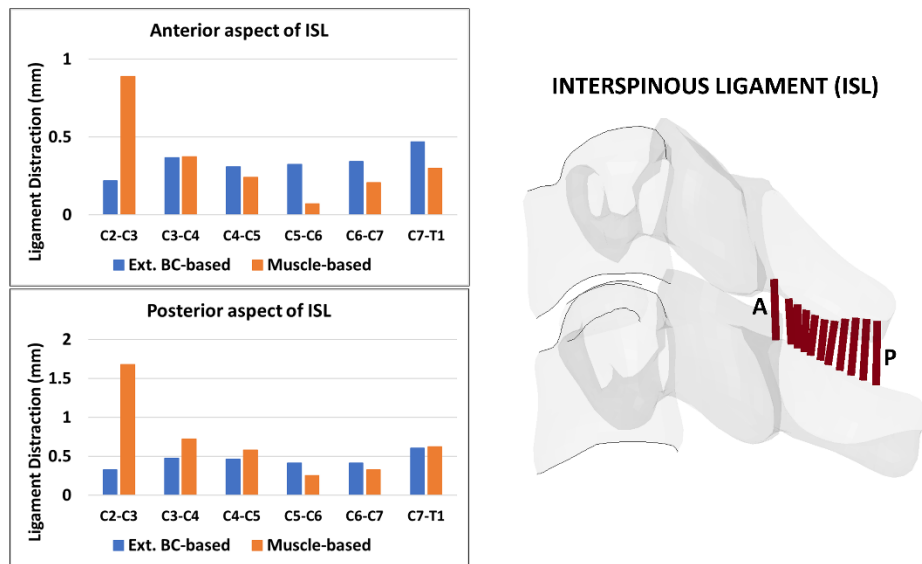 Anterior aspect of ISL
Ligament Distraction (mm)
1
0.5
0
C2-C3 C3-C4 C4-C5 C5-C6 C6-C7 C7-T1
Ext. BC-based Muscle-based
Posterior aspect of ISL
Ligament Distraction (mm)
2
1.5
1
0.5
0
C2-C3 C3-C4 C4-C5 C5-C6 C6-C7 C7-T1
Ext. BC-based Muscle-based
INTERSPINOUS LIGAMENT (ISL)
A
P